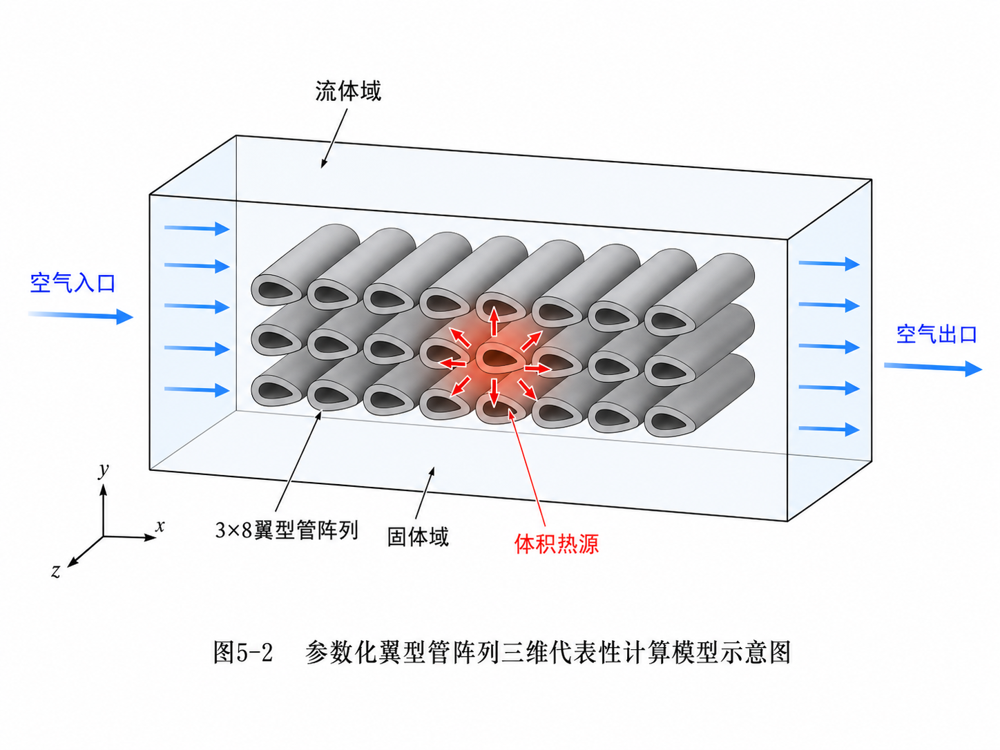 流体域
空气入口
空气出口
y
x
z
3×8翼型管阵列
固体域
体积热源
图5-2 参数化翼型管阵列三维代表性计算模型示意图